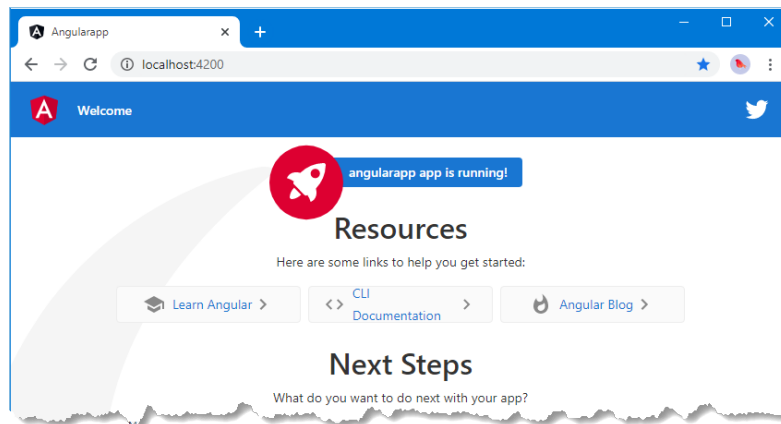 Angularapp
localhost:4200
Welcome
angularapp app is running!
Resources
Here are some links to help you get started:
Learn Angular
CLI
Documentation
Angular Blog
Next Steps
What do you want to do next with your app?